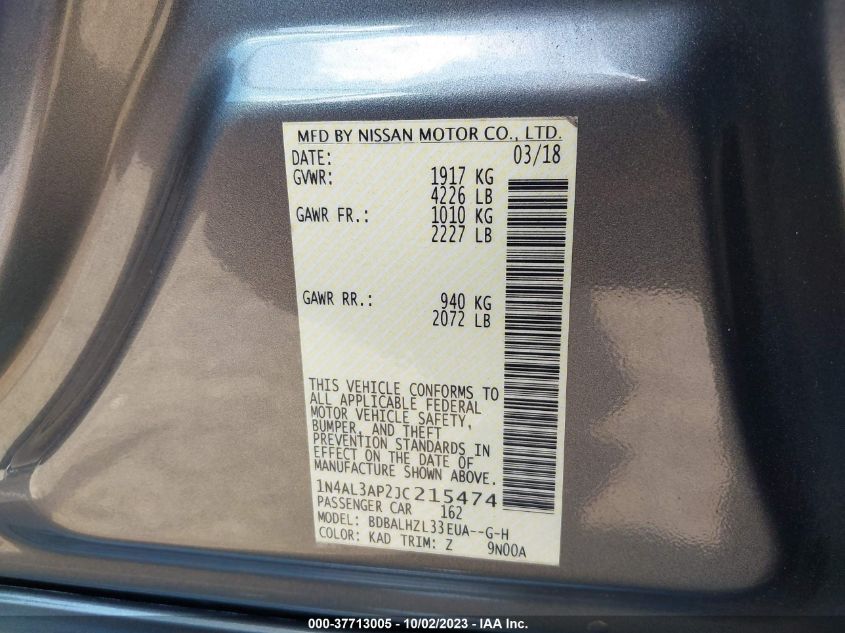 MFD BY NISSAN MOTOR CO., LTD.
DATE: 03/18
GVWR: 1917 KG
4226 LB
GAWR FR.: 1010 KG
2227 LB
GAWR RR.: 940 KG
2072 LB
THIS VEHICLE CONFORMS TO
ALL APPLICABLE FEDERAL
MOTOR VEHICLE SAFETY,
BUMPER, AND THEFT
PREVENTION STANDARDS IN
EFFECT ON THE DATE OF
MANUFACTURE SHOWN ABOVE.
1N4AL3AP2JC215474
PASSENGER CAR 162
MODEL: BDBALHZL33EUA--G-H
COLOR: KAD TRIM: Z 9N00A
000-37713005 - 10/02/2023 - IAA Inc.